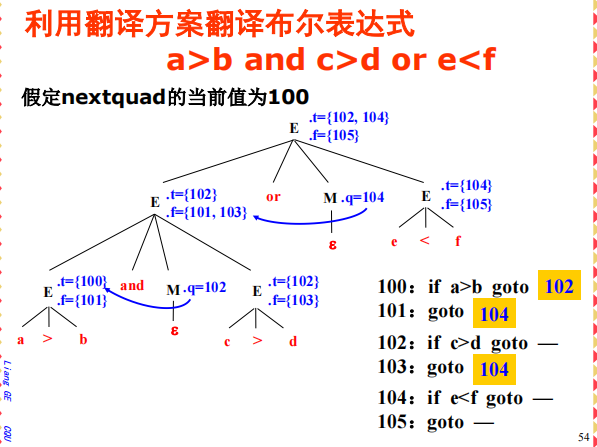 利用翻译方案翻译布尔表达式
a>b and c>d or e<f
假定nextquad的当前值为100
E .t={102, 104}
.f={105}
E .t={102}
.f={101, 103}
or
M .q=104
E .t={104}
.f={105}
ε
e < f
E .t={100}
.f={101}
and
M .q=102
E .t={102}
.f={103}
ε
a > b
c > d
100: if a>b goto 102
101: goto 104
102: if c>d goto —
103: goto 104
104: if e<f goto —
105: goto —
Liang GE CQU
54